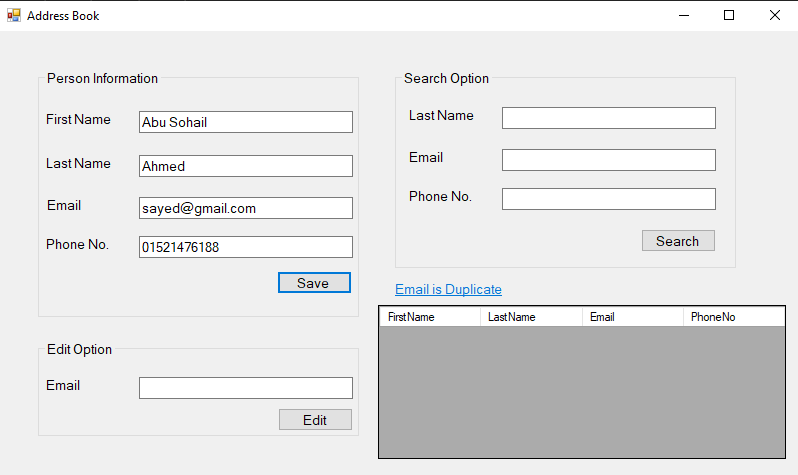 Address Book
Person Information
First Name Abu Sohail
Last Name Ahmed
Email sayed@gmail.com
Phone No. 01521476188
Save
Edit Option
Email
Edit
Search Option
Last Name
Email
Phone No.
Search
Email is Duplicate
FirstName LastName Email PhoneNo